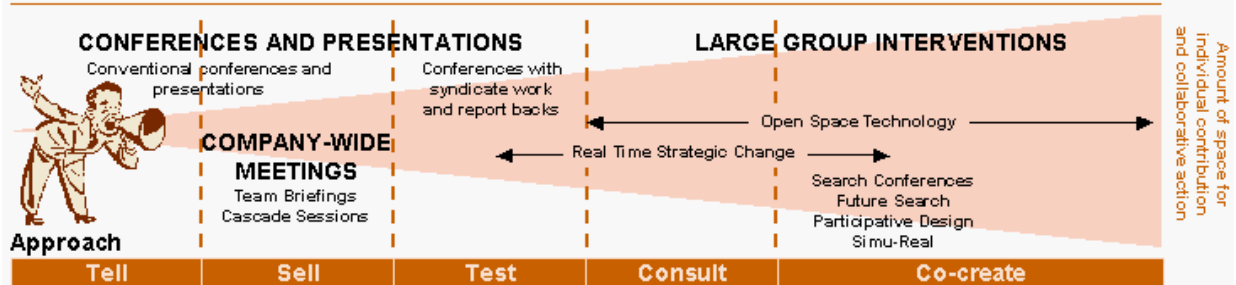 CONFERENCES AND PRESENTATIONS
Conventional conferences and
presentations
Conferences with
syndicate work
and report backs
COMPANY-WIDE
MEETINGS
Team Briefings
Cascade Sessions
LARGE GROUP INTERVENTIONS
Open Space Technology
Real Time Strategic Change
Search Conferences
Future Search
Participative Design
Simu-Real
Amount of space for
individual contribution
and collaborative action
Approach
Tell Sell Test Consult Co-create